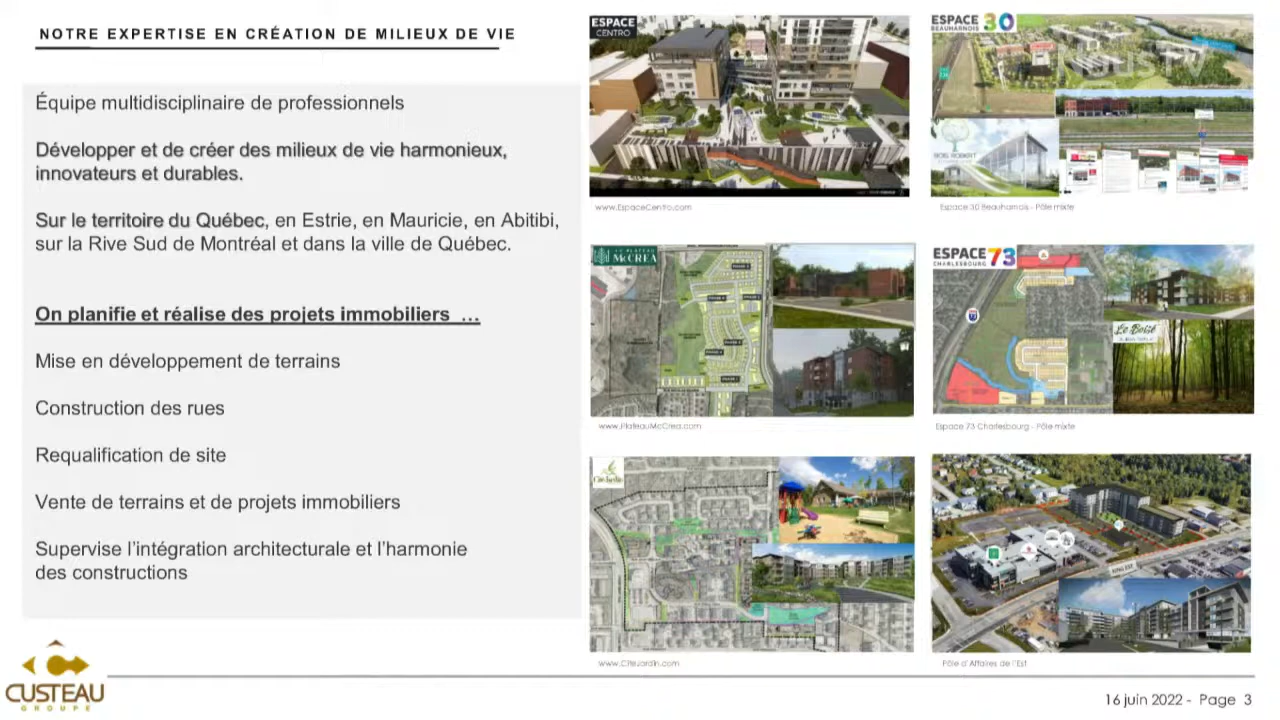 NOTRE EXPERTISE EN CRÉATION DE MILIEUX DE VIE
Équipe multidisciplinaire de professionnels
Développer et de créer des milieux de vie harmonieux,
innovateurs et durables.
Sur le territoire du Québec, en Estrie, en Mauricie, en Abitibi,
sur la Rive Sud de Montréal et dans la ville de Québec.
On planifie et réalise des projets immobiliers …
Mise en développement de terrains
Construction des rues
Requalification de site
Vente de terrains et de projets immobiliers
Supervise l'intégration architecturale et l'harmonie
des constructions
ESPACE
CENTRO
www.EspaceCentro.com
ESPACE 30
BEAUHARNOIS
NousTV
Espace 30 Beauharnois - Pôle mixte
LE PLATEAU
McCREA
www.PlateauMcCrea.com
ESPACE 73
CHARLESBOURG
73
Le Boisé
Espace 73 Charlesbourg - Pôle mixte
www.CiteJardin.com
KING EST
Pôle d'Affaires de l'Est
CUSTEAU
GROUPE
16 juin 2022 - Page 3